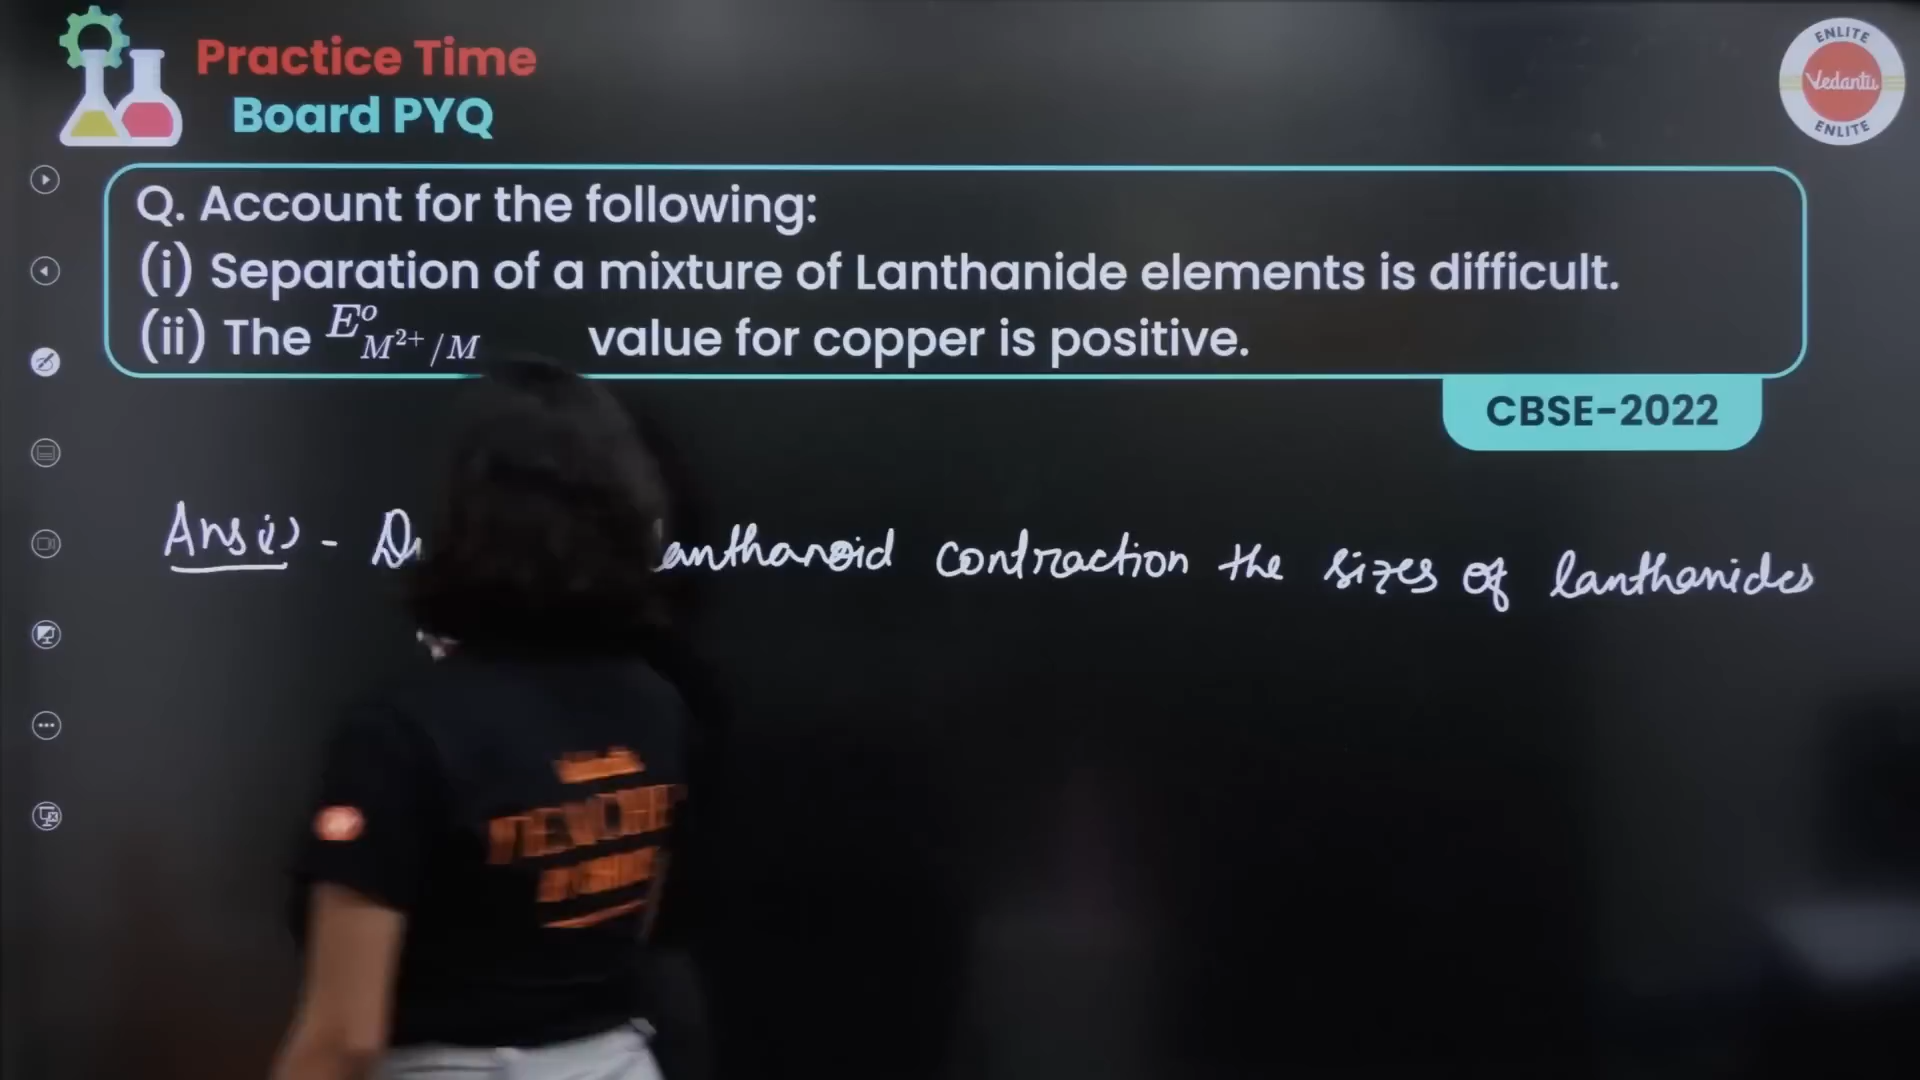 Practice Time
Board PYQ
ENLITE
Vedantu
ENLITE
Q. Account for the following:
(i) Separation of a mixture of Lanthanide elements is difficult.
(ii) The E°M²⁺/M value for copper is positive.
CBSE-2022
Ans(i) - contraction the sizes of lanthanides